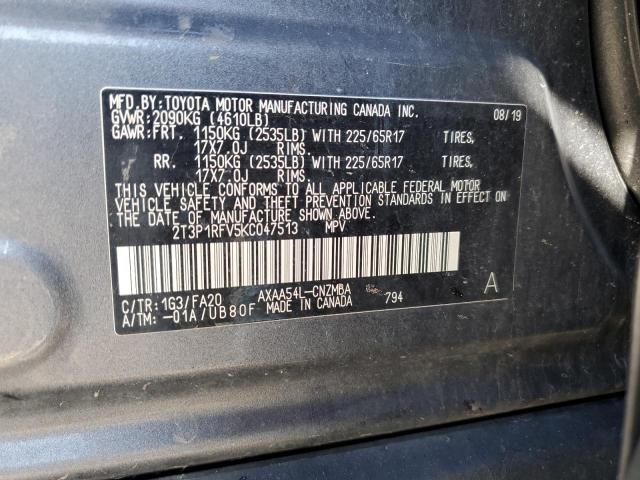 MFD. BY: TOYOTA MOTOR MANUFACTURING CANADA INC. 08/19
GVWR: 2090KG (4610LB)
GAWR: FRT. 1150KG (2535LB) WITH 225/65R17 TIRES,
17X7.0J RIMS
RR. 1150KG (2535LB) WITH 225/65R17 TIRES,
17X7.0J RIMS
THIS VEHICLE CONFORMS TO ALL APPLICABLE FEDERAL MOTOR
VEHICLE SAFETY AND THEFT PREVENTION STANDARDS IN EFFECT ON
THE DATE OF MANUFACTURE SHOWN ABOVE.
2T3P1RFV5KC047513 MPV
C/TR: 1G3/FA20 AXAA54L-CNZMBA 794 A
A/TM: -01A/UB80F MADE IN CANADA